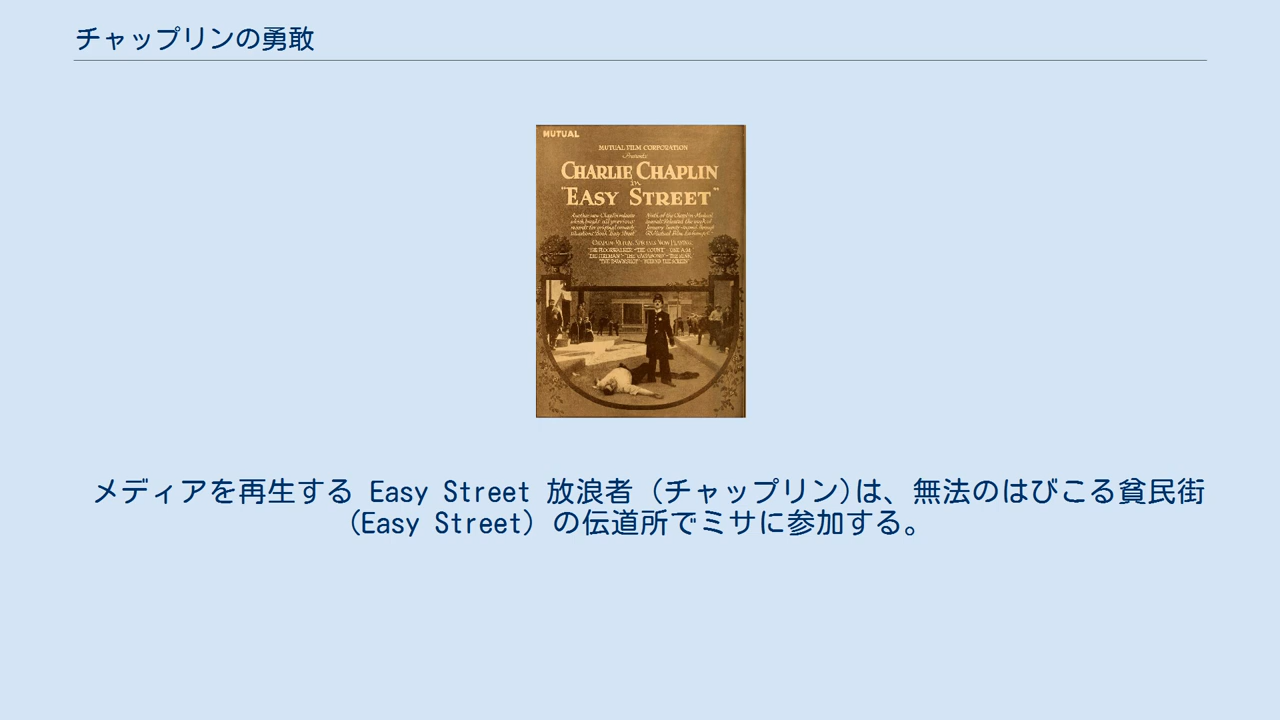 チャップリンの勇敢
MUTUAL
MUTUAL FILM CORPORATION
Presents
CHARLIE CHAPLIN
in
"EASY STREET"
メディアを再生する Easy Street 放浪者 (チャップリン)は、無法のはびこる貧民街
(Easy Street) の伝道所でミサに参加する。